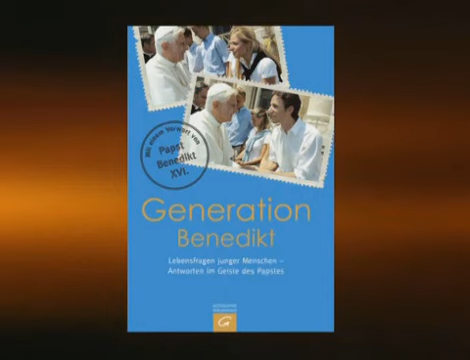 Mit einem Vorwort von
Papst
Benedikt
XVI.
Generation
Benedikt
Lebensfragen junger Menschen –
Antworten im Geiste des Papstes
G